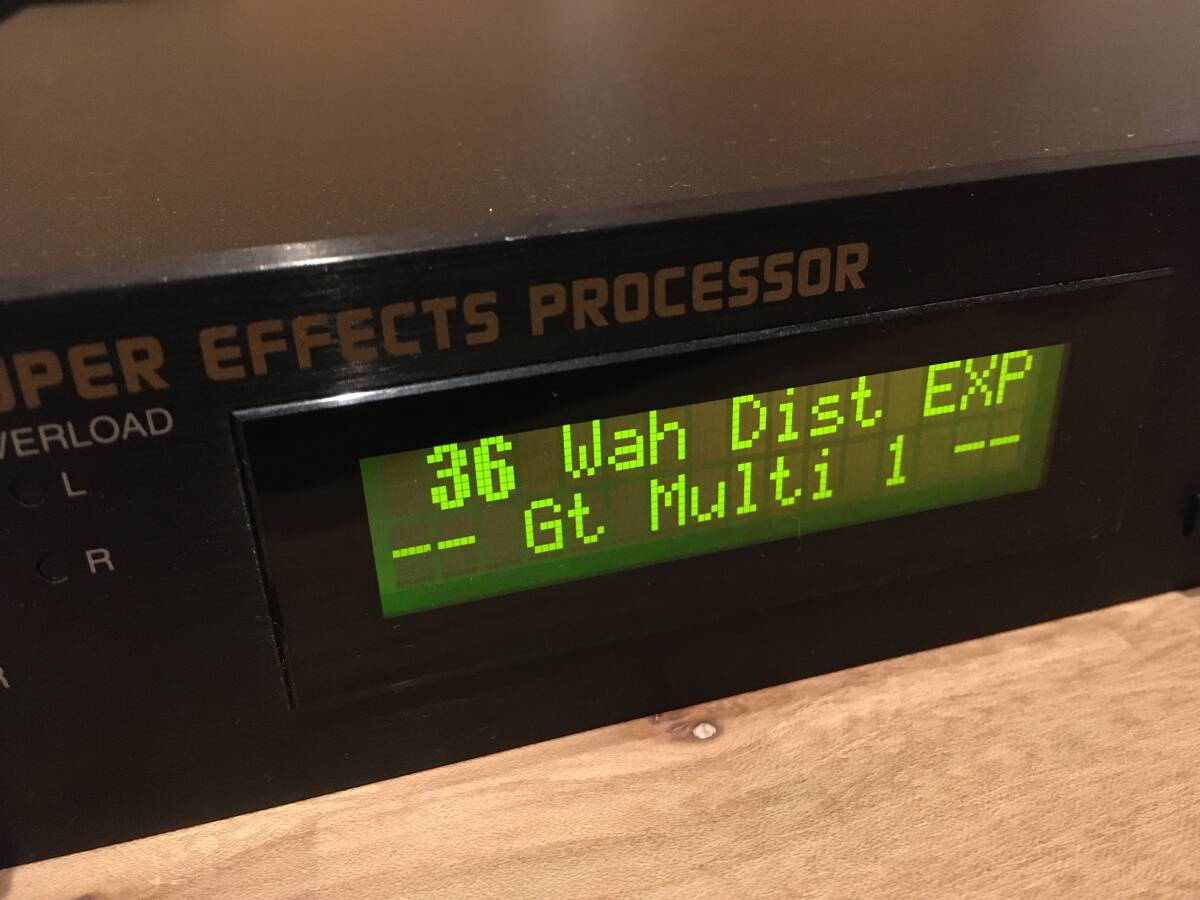 UPER EFFECTS PROCESSOR
VERLOAD
L
R
R
36 Wah Dist EXP
-- Gt Multi 1 --